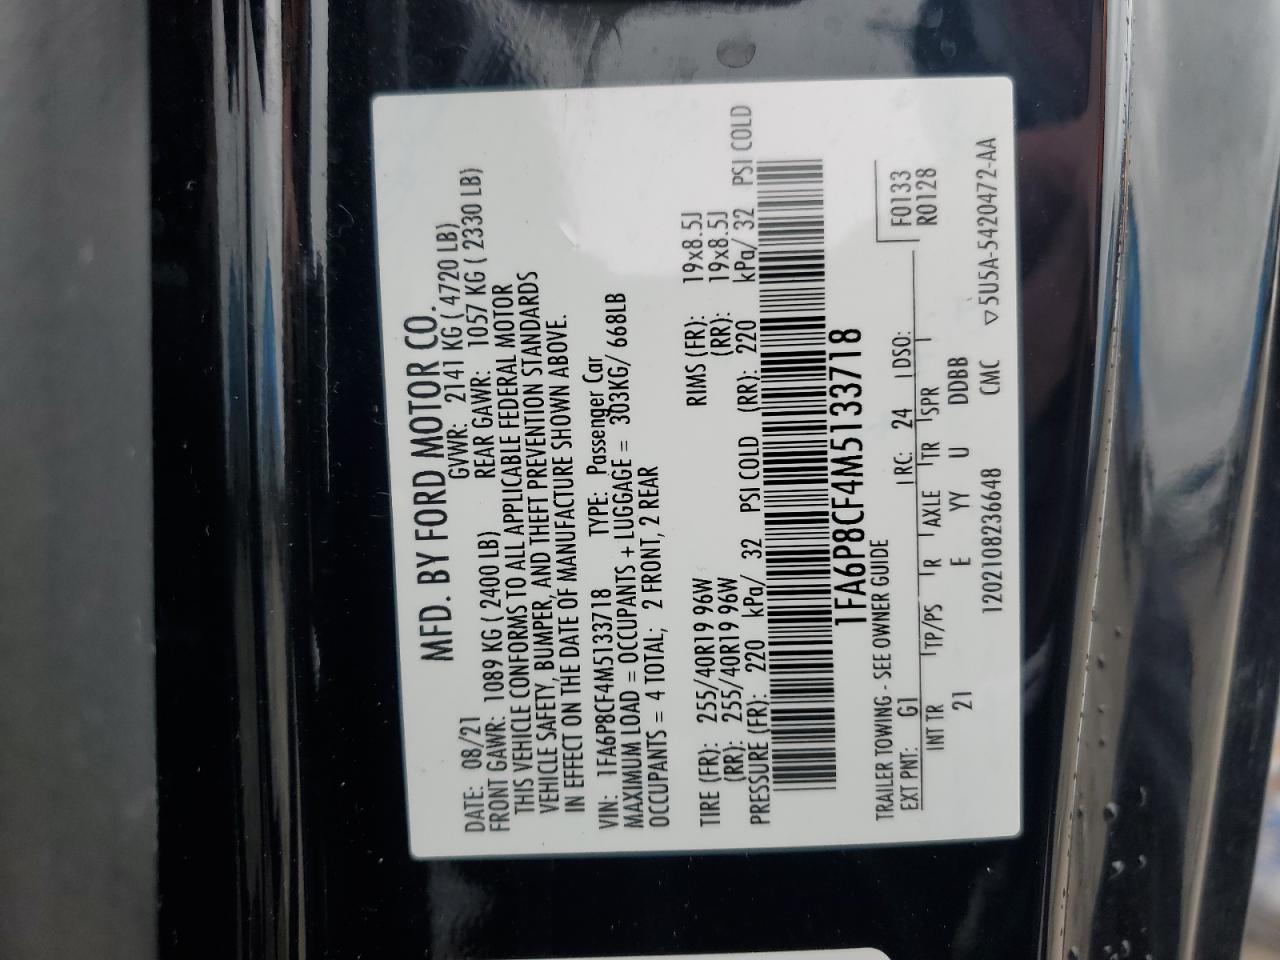 MFD. BY FORD MOTOR CO.
DATE: 08/21 GVWR: 2141 KG ( 4720 LB)
FRONT GAWR: 1089 KG ( 2400 LB) REAR GAWR: 1057 KG ( 2330 LB)
THIS VEHICLE CONFORMS TO ALL APPLICABLE FEDERAL MOTOR
VEHICLE SAFETY, BUMPER, AND THEFT PREVENTION STANDARDS
IN EFFECT ON THE DATE OF MANUFACTURE SHOWN ABOVE.
VIN: 1FA6P8CF4M5133718 TYPE: Passenger Car
MAXIMUM LOAD = OCCUPANTS + LUGGAGE = 303KG/ 668LB
OCCUPANTS = 4 TOTAL, 2 FRONT, 2 REAR
TIRE (FR): 255/40R19 96W RIMS (FR): 19x8.5J
(RR): 255/40R19 96W (RR): 19x8.5J
PRESSURE (FR): 220 kPa/ 32 PSI COLD (RR): 220 kPa/ 32 PSI COLD
1FA6P8CF4M5133718
TRAILER TOWING - SEE OWNER GUIDE
F0133
R0128
EXT PNT: G1 RC: 24 DSO:
INT TR TP/PS R AXLE TR SPR
21 E YY U DDBB
1202108236648 CMC ▽5U5A-5420472-AA